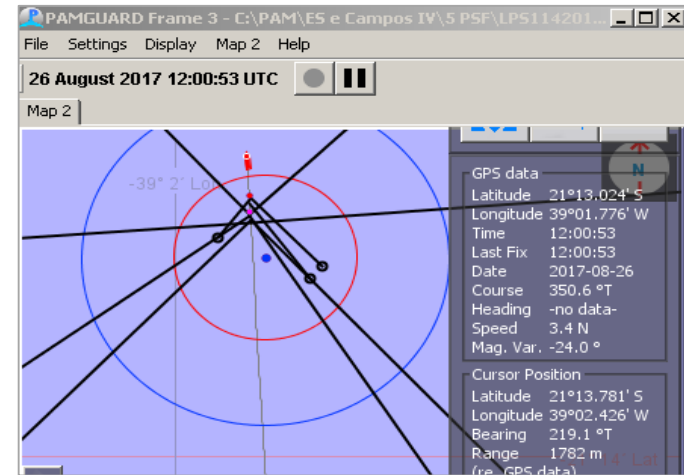 PAMGUARD Frame 3 - C:\PAM\ES e Campos IV\5 PSF\LPS114201...
File Settings Display Map 2 Help
26 August 2017 12:00:53 UTC
Map 2
-39° 2' Lo
N
GPS data
Latitude 21°13.024' S
Longitude 39°01.776' W
Time 12:00:53
Last Fix 12:00:53
Date 2017-08-26
Course 350.6 °T
Heading -no data-
Speed 3.4 N
Mag. Var. -24.0 °
Cursor Position
Latitude 21°13.781' S
Longitude 39°02.426' W
Bearing 219.1 °T
Range 1782 m
(re. GPS data)
14' Lat